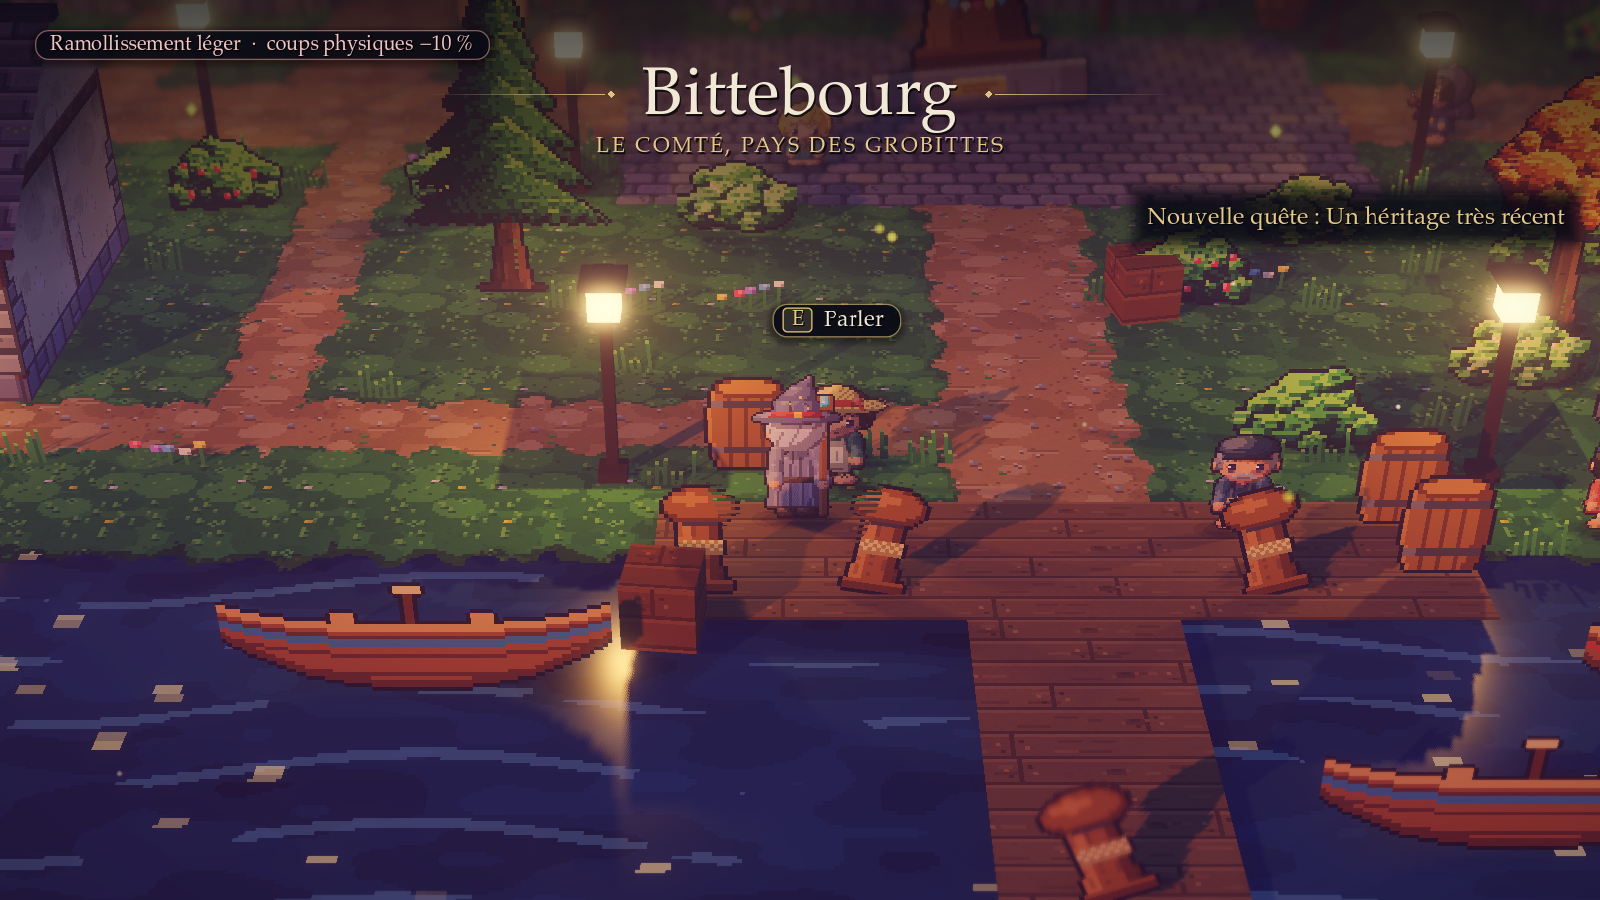 Ramollissement léger · coups physiques −10 %
Bittebourg
LE COMTÉ, PAYS DES GROBITTES
Nouvelle quête : Un héritage très récent
E Parler